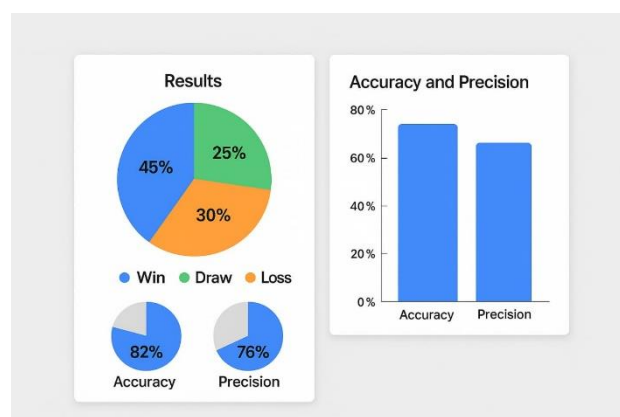 Results
45%
25%
30%
Win Draw Loss
82%
76%
Accuracy
Precision
Accuracy and Precision
80%
60%
40%
20%
0%
Accuracy
Precision